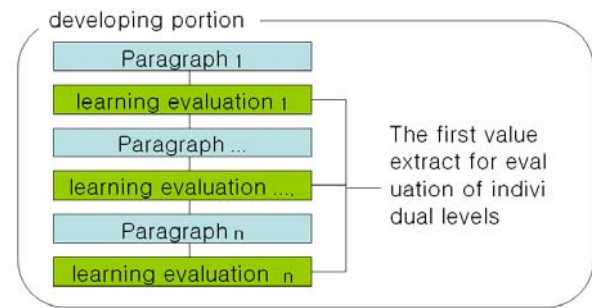 developing portion
Paragraph 1
learning evaluation 1
Paragraph ...
learning evaluation ....
Paragraph n
learning evaluation n
The first value
extract for eval
uation of indivi
dual levels